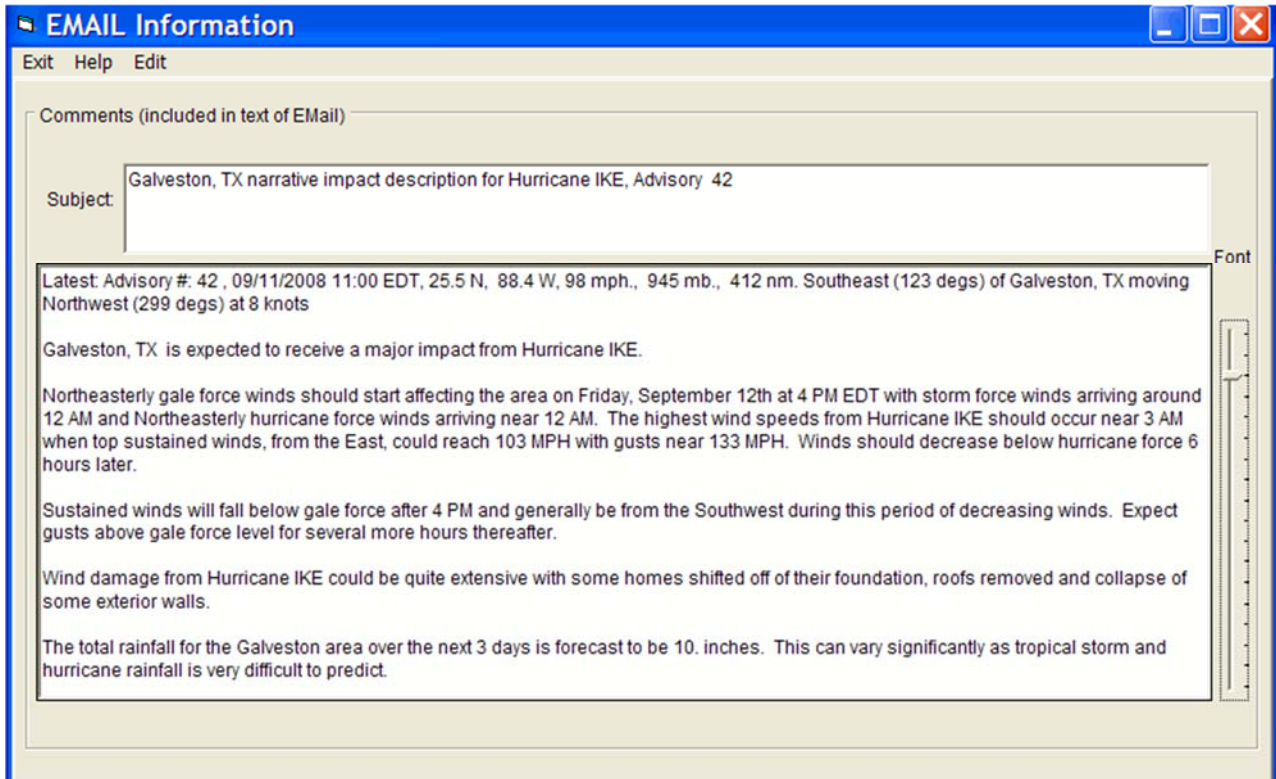 EMAIL Information
Exit Help Edit
Comments (included in text of EMail)
Subject:
Galveston, TX narrative impact description for Hurricane IKE, Advisory 42
Font
Latest: Advisory #: 42 , 09/11/2008 11:00 EDT, 25.5 N, 88.4 W, 98 mph., 945 mb., 412 nm. Southeast (123 degs) of Galveston, TX moving
Northwest (299 degs) at 8 knots
Galveston, TX is expected to receive a major impact from Hurricane IKE.
Northeasterly gale force winds should start affecting the area on Friday, September 12th at 4 PM EDT with storm force winds arriving around
12 AM and Northeasterly hurricane force winds arriving near 12 AM. The highest wind speeds from Hurricane IKE should occur near 3 AM
when top sustained winds, from the East, could reach 103 MPH with gusts near 133 MPH. Winds should decrease below hurricane force 6
hours later.
Sustained winds will fall below gale force after 4 PM and generally be from the Southwest during this period of decreasing winds. Expect
gusts above gale force level for several more hours thereafter.
Wind damage from Hurricane IKE could be quite extensive with some homes shifted off of their foundation, roofs removed and collapse of
some exterior walls.
The total rainfall for the Galveston area over the next 3 days is forecast to be 10. inches. This can vary significantly as tropical storm and
hurricane rainfall is very difficult to predict.